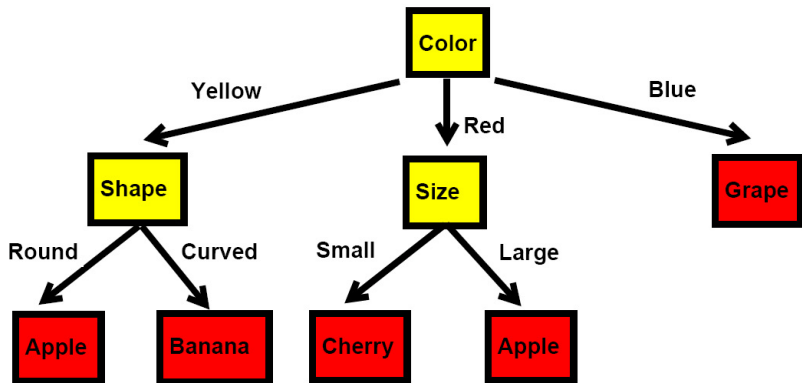 Color
Yellow
Red
Blue
Shape
Size
Grape
Round
Curved
Small
Large
Apple
Banana
Cherry
Apple